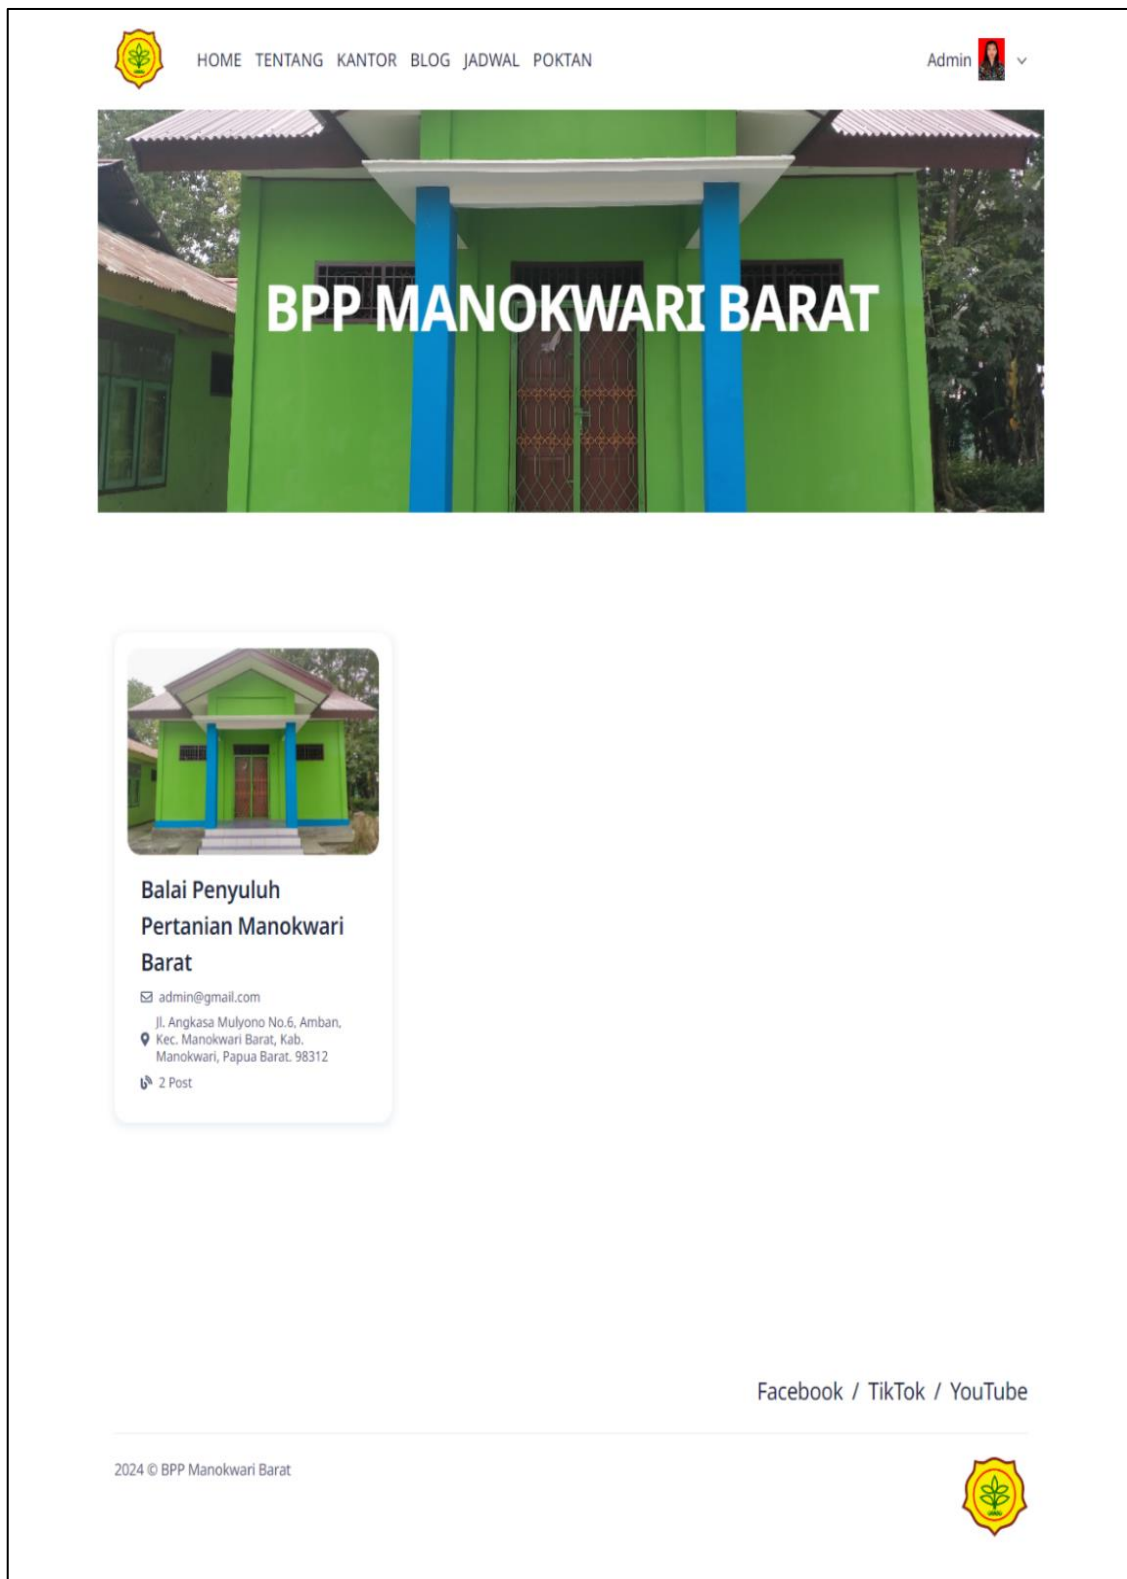 HOME TENTANG KANTOR BLOG JADWAL POKTAN
Admin
BPP MANOKWARI BARAT
Balai Penyuluh
Pertanian Manokwari
Barat
admin@gmail.com
Jl. Angkasa Mulyono No.6, Amban,
Kec. Manokwari Barat, Kab.
Manokwari, Papua Barat. 98312
2 Post
Facebook / TikTok / YouTube
2024 © BPP Manokwari Barat